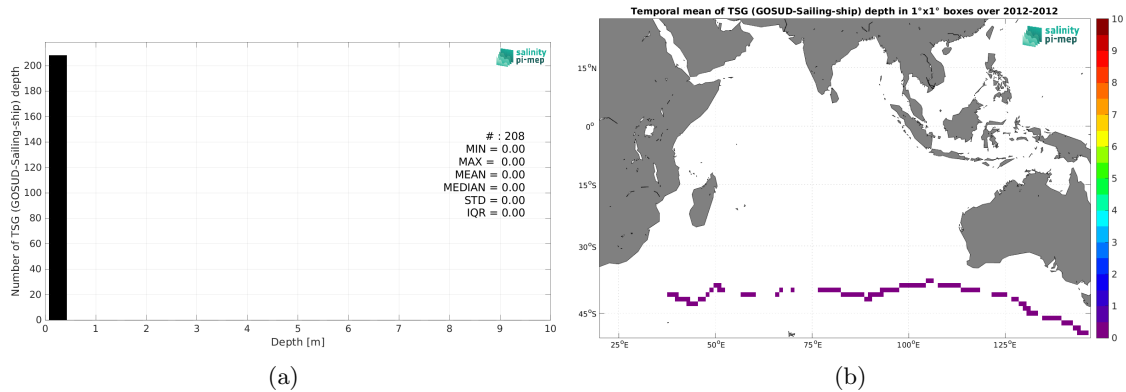 Number of TSG (GOSUD-Sailing-ship) depth
200
180
160
140
120
100
80
60
40
20
0
salinity
pi-mep
# : 208
MIN = 0.00
MAX = 0.00
MEAN = 0.00
MEDIAN = 0.00
STD = 0.00
IQR = 0.00
0 1 2 3 4 5 6 7 8 9 10
Depth [m]
(a)
Temporal mean of TSG (GOSUD-Sailing-ship) depth in 1°x1° boxes over 2012-2012
salinity
pi-mep
15°N
0°
15°S
30°S
45°S
25°E 50°E 75°E 100°E 125°E
10
9
8
7
6
5
4
3
2
1
0
(b)